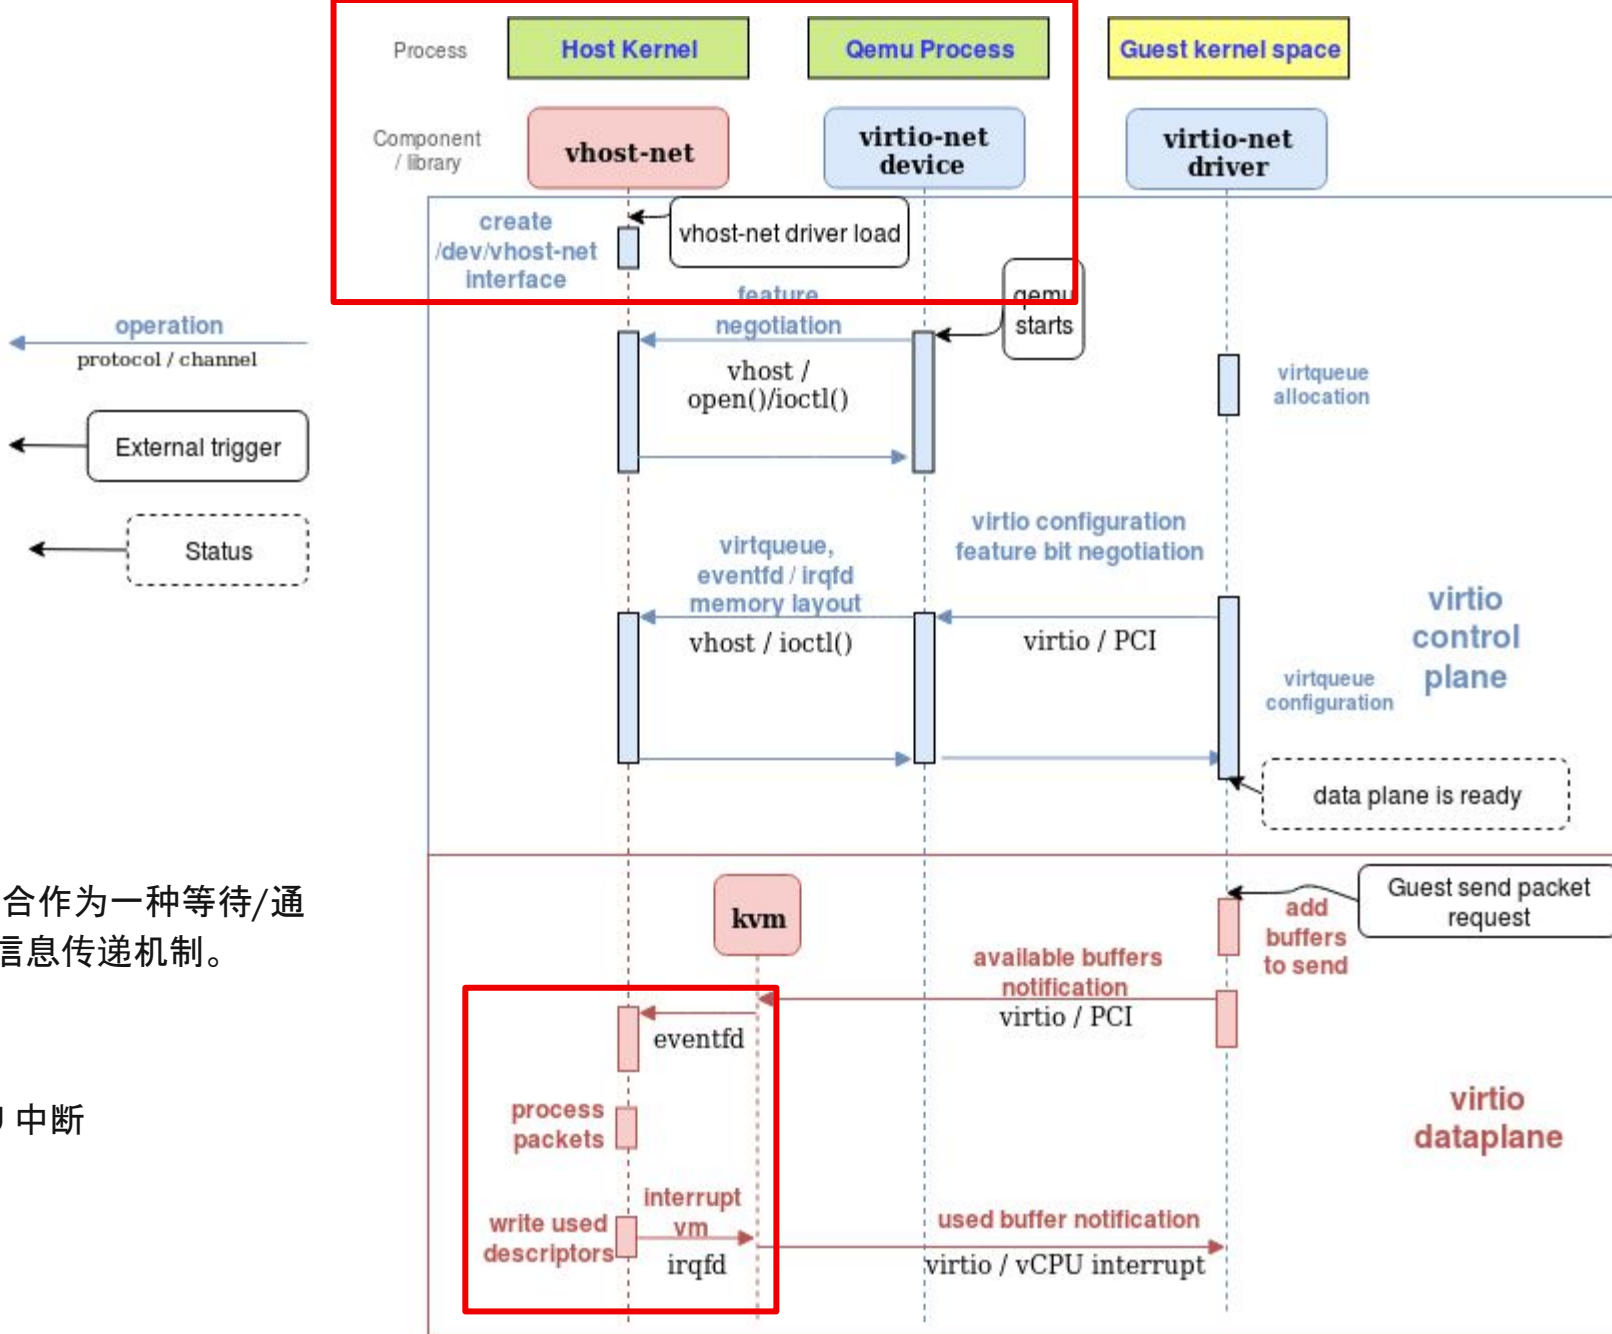 Process
Host Kernel
Qemu Process
Guest kernel space
Component
/ library
vhost-net
virtio-net
device
virtio-net
driver
create
/dev/vhost-net
interface
vhost-net driver load
qemu
starts
feature
negotiation
vhost /
open()/ioctl()
operation
protocol / channel
External trigger
Status
virtqueue
allocation
virtio configuration
feature bit negotiation
virtqueue,
eventfd / irqfd
memory layout
vhost / ioctl()
virtio / PCI
virtqueue
configuration
virtio
control
plane
data plane is ready
合作为一种等待/通
信息传递机制。
中断
kvm
Guest send packet
request
add
buffers
to send
available buffers
notification
virtio / PCI
eventfd
process
packets
virtio
dataplane
interrupt
vm
irqfd
write used
descriptors
used buffer notification
virtio / vCPU interrupt